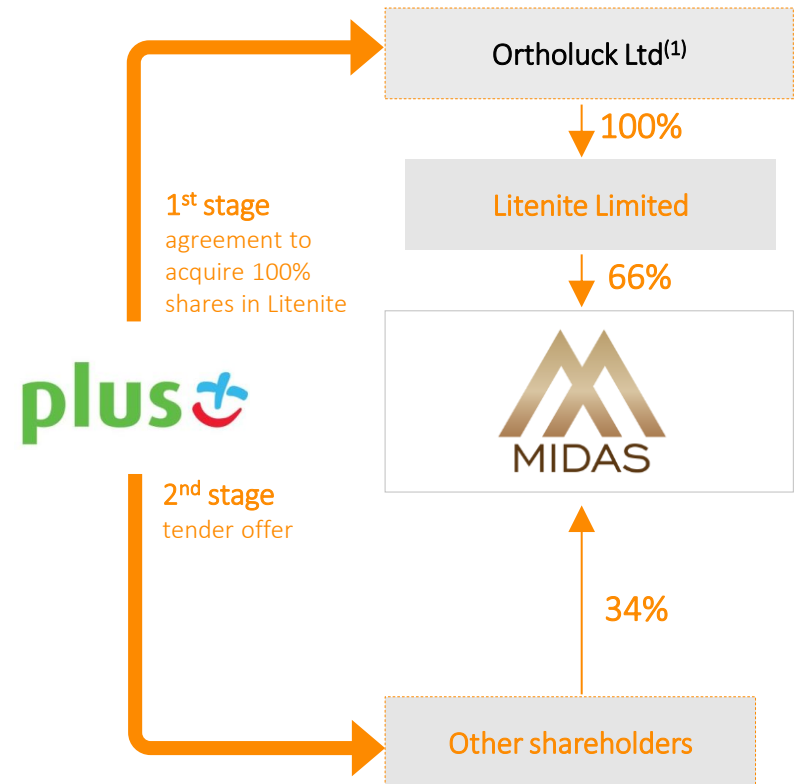 Ortholuck Ltd(1)
100%
1st stage
agreement to
acquire 100%
shares in Litenite
Litenite Limited
66%
plus
MIDAS
2nd stage
tender offer
34%
Other shareholders